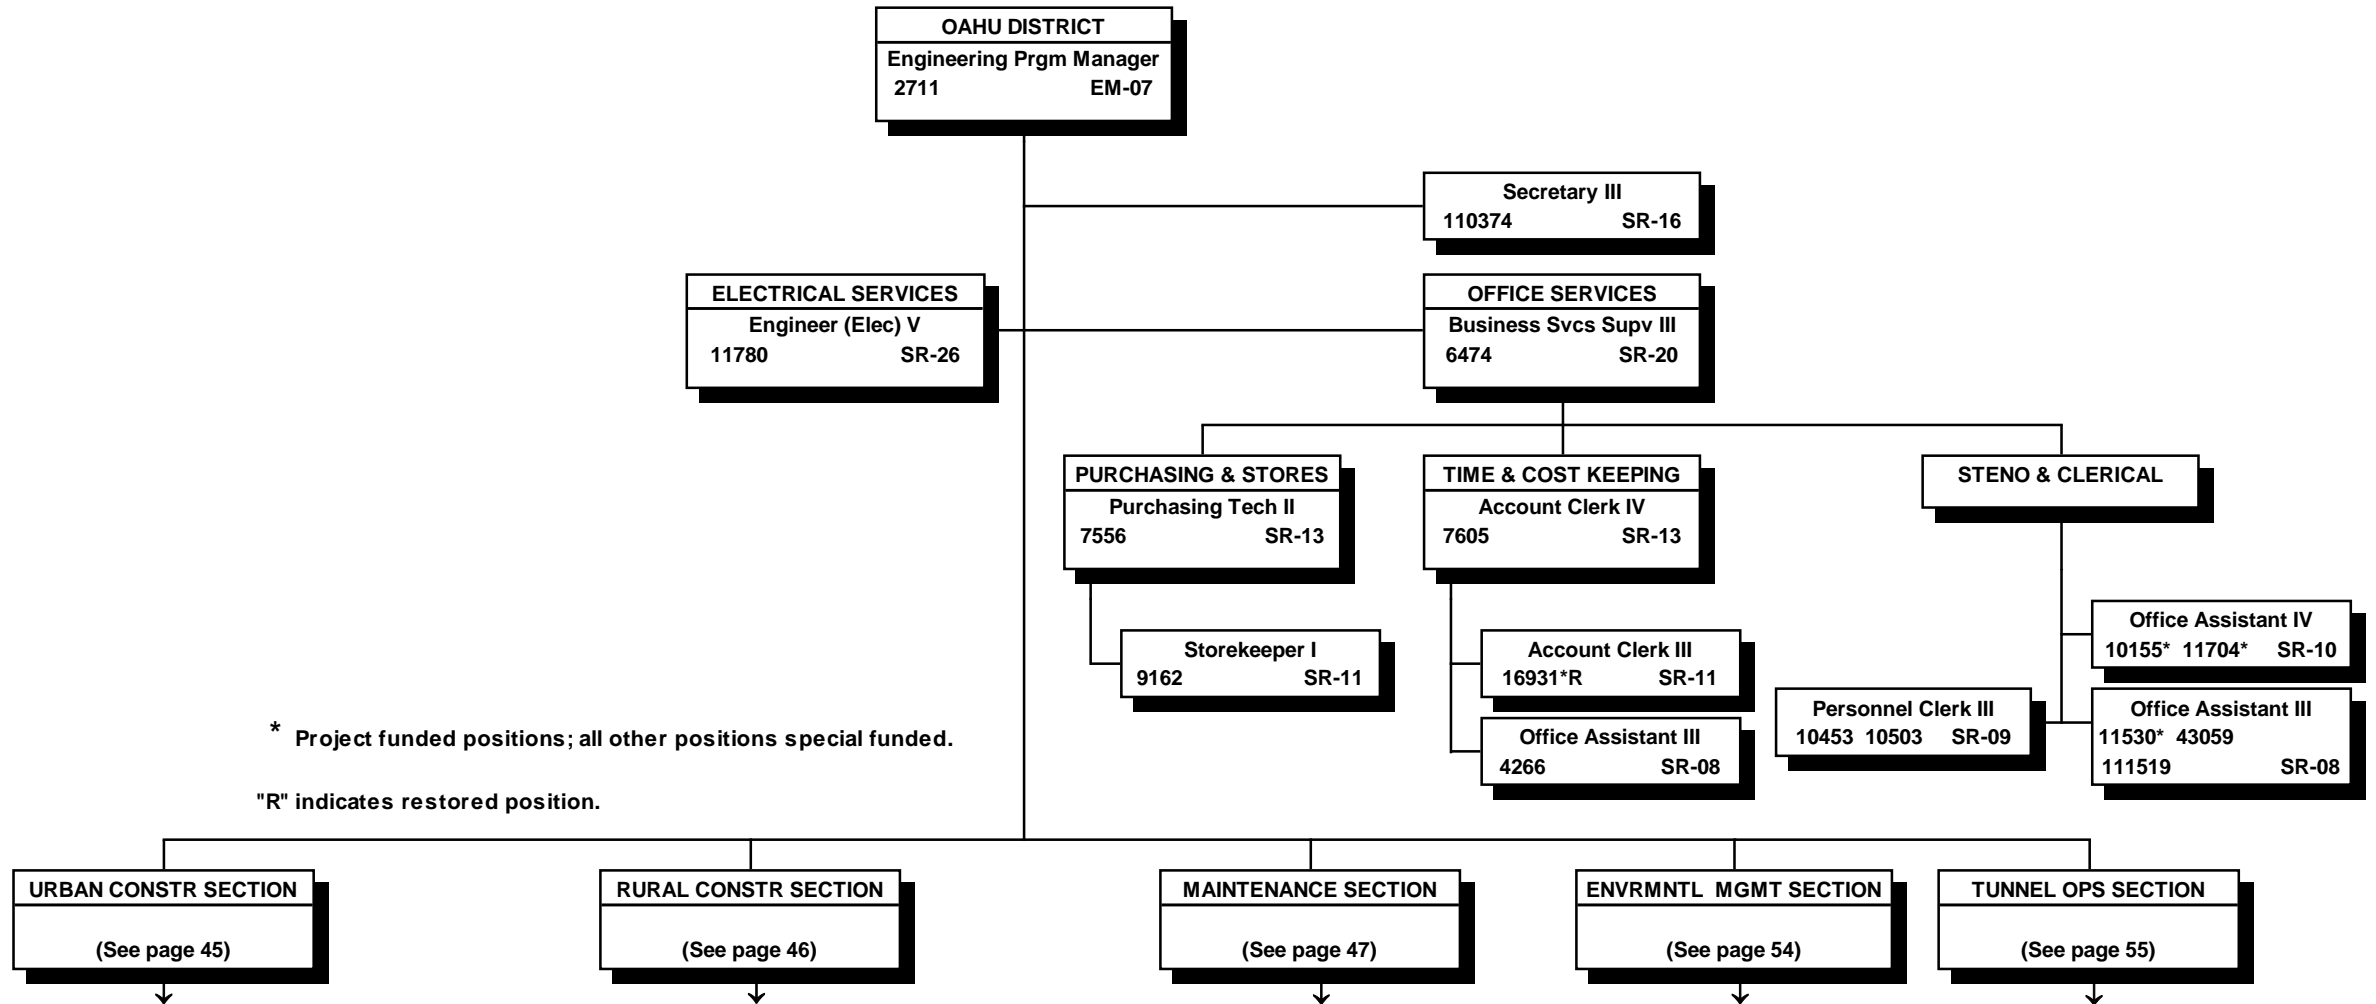 OAHU DISTRICT
Engineering Prgm Manager
2711 EM-07
Secretary III
110374 SR-16
ELECTRICAL SERVICES
Engineer (Elec) V
11780 SR-26
OFFICE SERVICES
Business Svcs Supv III
6474 SR-20
PURCHASING & STORES
Purchasing Tech II
7556 SR-13
TIME & COST KEEPING
Account Clerk IV
7605 SR-13
STENO & CLERICAL
Storekeeper I
9162 SR-11
Account Clerk III
16931*R SR-11
Office Assistant III
4266 SR-08
Office Assistant IV
10155* 11704* SR-10
Personnel Clerk III
10453 10503 SR-09
Office Assistant III
11530* 43059
111519 SR-08
* Project funded positions; all other positions special funded.
"R" indicates restored position.
URBAN CONSTR SECTION
(See page 45)
RURAL CONSTR SECTION
(See page 46)
MAINTENANCE SECTION
(See page 47)
ENVRMNTL MGMT SECTION
(See page 54)
TUNNEL OPS SECTION
(See page 55)